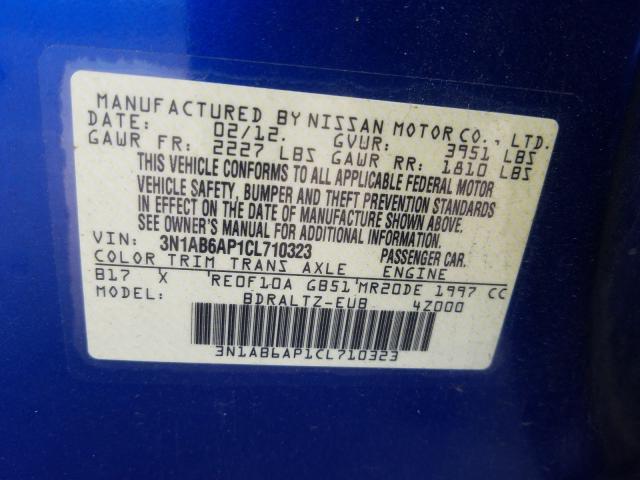 MANUFACTURED BY NISSAN MOTOR CO., LTD.
DATE: 02/12. GVWR: 3951 LBS
GAWR FR: 2227 LBS GAWR RR: 1810 LBS
THIS VEHICLE CONFORMS TO ALL APPLICABLE FEDERAL MOTOR
VEHICLE SAFETY, BUMPER AND THEFT PREVENTION STANDARDS
IN EFFECT ON THE DATE OF MANUFACTURE SHOWN ABOVE.
SEE OWNER'S MANUAL FOR ADDITIONAL INFORMATION.
VIN: 3N1AB6AP1CL710323 PASSENGER CAR.
COLOR TRIM TRANS AXLE ENGINE
B17 X RE0F10A GB51 MR20DE 1997 CC
MODEL: BDRALTZ-EUB 4Z000
3N1AB6AP1CL710323